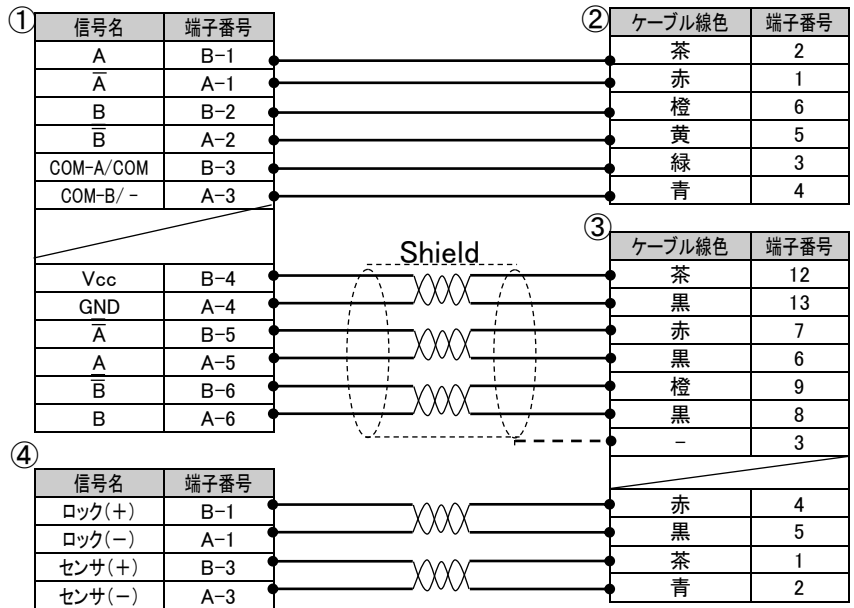 ①
信号名 端子番号
A B-1
A̅ A-1
B B-2
B̅ A-2
COM-A/COM B-3
COM-B/- A-3
Vcc B-4
GND A-4
A̅ B-5
A A-5
B̅ B-6
B A-6
②
ケーブル線色 端子番号
茶 2
赤 1
橙 6
黄 5
緑 3
青 4
Shield
③
ケーブル線色 端子番号
茶 12
黒 13
赤 7
黒 6
橙 9
黒 8
- 3
赤 4
黒 5
茶 1
青 2
④
信号名 端子番号
ロック(+) B-1
ロック(-) A-1
センサ(+) B-3
センサ(-) A-3